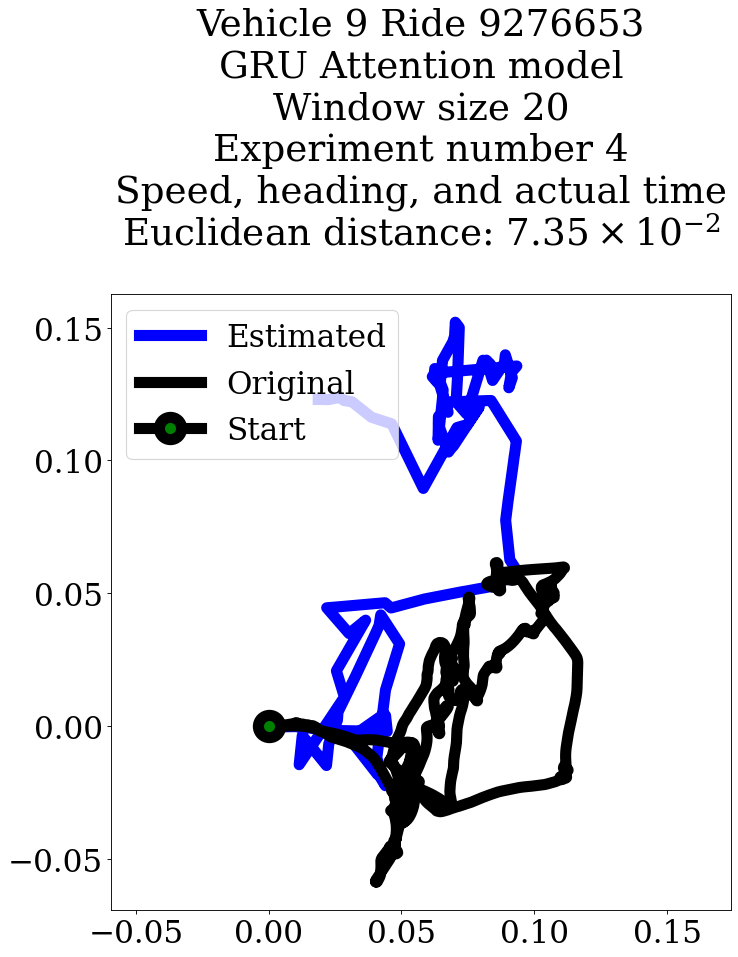 Vehicle 9 Ride 9276653
GRU Attention model
Window size 20
Experiment number 4
Speed, heading, and actual time
Euclidean distance: 7.35 × 10⁻²
Estimated
Original
Start
0.15
0.10
0.05
0.00
−0.05
−0.05 0.00 0.05 0.10 0.15